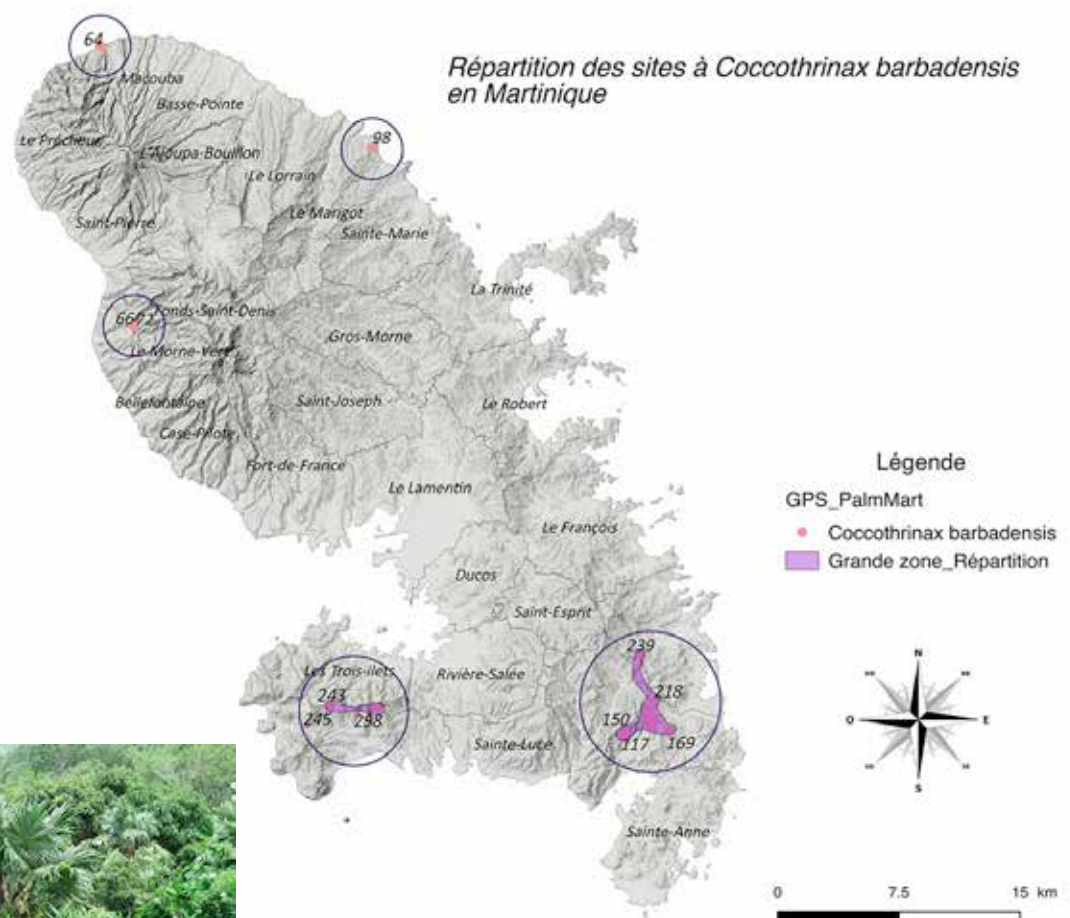 Répartition des sites à Coccothrinax barbadensis
en Martinique
64
Macouba
Basse-Pointe
98
Le Prêcheur
L'Ajoupa-Bouillon
Le Lorrain
Le Marigot
Saint-Pierre
Sainte-Marie
La Trinité
Fonds-Saint-Denis
Gros-Morne
Le Morne-Vert
Bellefontaine
Saint-Joseph
Le Robert
Case-Pilote
Fort-de-France
Le Lamentin
Le François
Ducos
Saint-Esprit
239
Les Trois-Ilets
Rivière-Salée
243
218
245
150
117
169
Sainte-Luce
Sainte-Anne
Légende
GPS_PalmMart
Coccothrinax barbadensis
Grande zone_Répartition
N
O
E
S
0 7.5 15 km